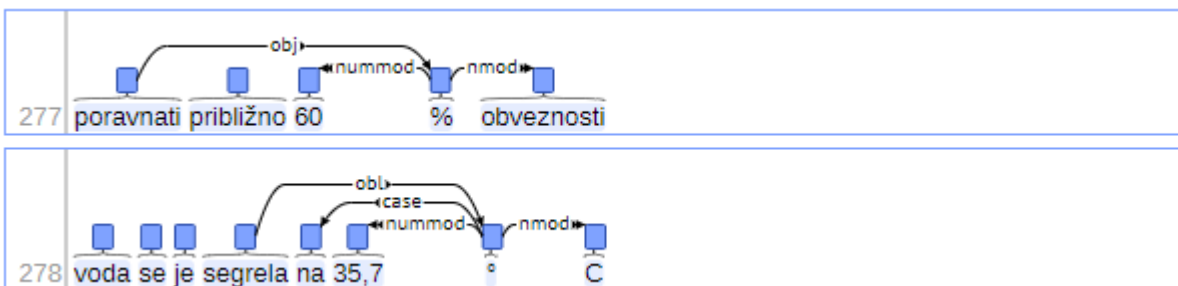 obj
nummod nmod
277 poravnati približno 60 % obveznosti
obl
case
nummod nmod
278 voda se je segrela na 35,7 ° C